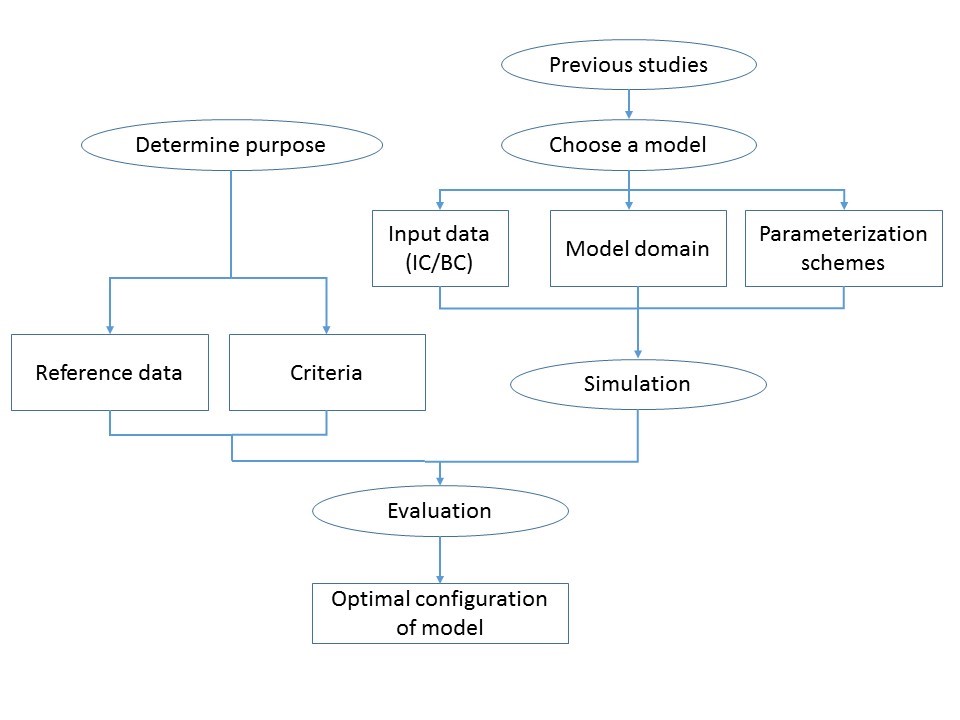 Previous studies
Determine purpose
Choose a model
Input data
(IC/BC)
Model domain
Parameterization
schemes
Reference data
Criteria
Simulation
Evaluation
Optimal configuration
of model